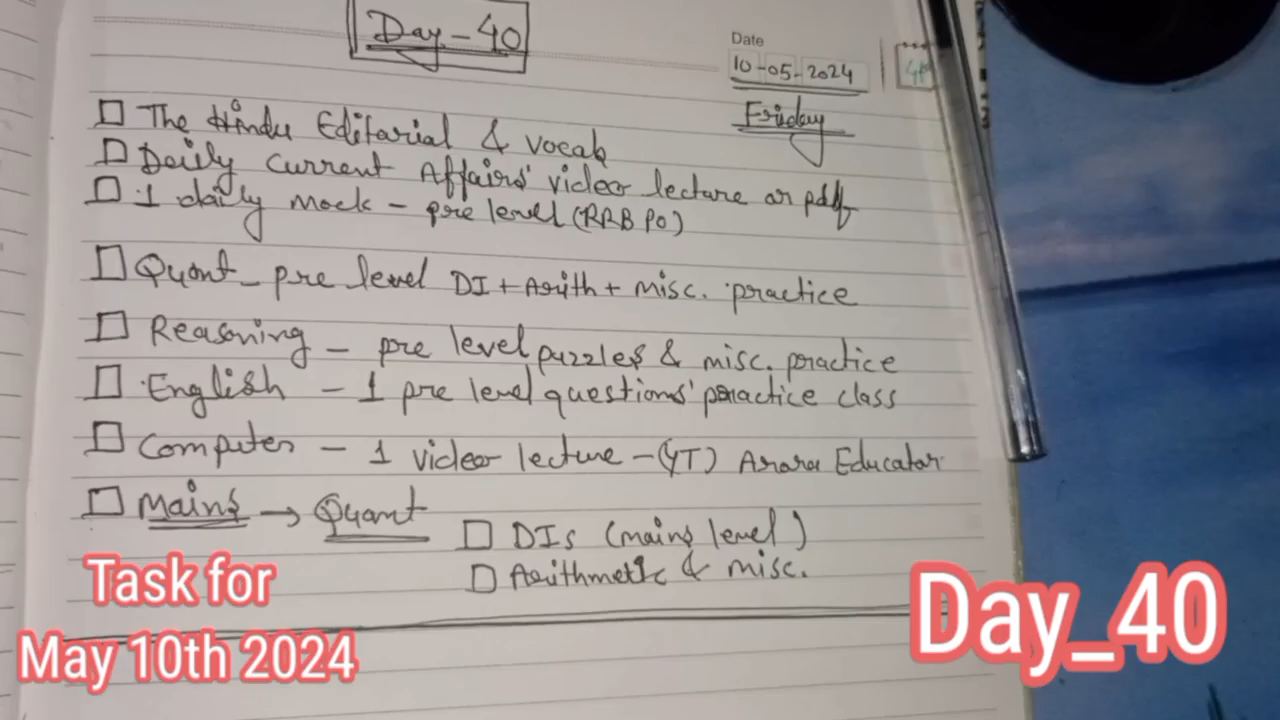 Day - 40
Date
10-05-2024
Friday
☐ The Hindu Editorial & vocab
☐ Daily Current Affairs' video lecture or pdf
☐ 1 daily mock - pre level (RRB PO)
☐ Quant - pre level DI + Arith + misc. practice
☐ Reasoning - pre level puzzles & misc. practice
☐ English - 1 pre level questions' practice class
☐ Computer - 1 video lecture - (YT) Arora Educator
☐ Mains → Quant
☐ DIs (mains level)
☐ Arithmetic & misc.
Task for
May 10th 2024
Day_40